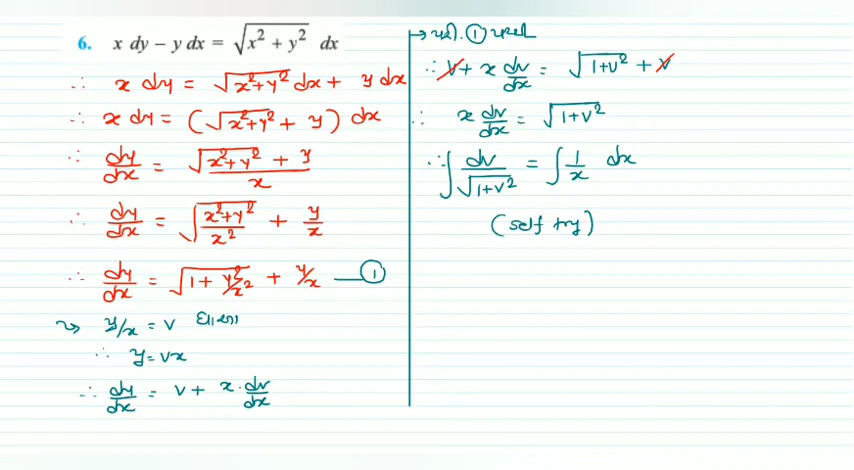 6. x dy − y dx = √(x² + y²) dx
∴ x dy = √(x²+y²) dx + y dx
∴ x dy = (√(x²+y²) + y) dx
∴ dy/dx = (√(x²+y²) + y)/x
∴ dy/dx = √((x²+y²)/x²) + y/x
∴ dy/dx = √(1 + y²/x²) + y/x —— ①
→ y/x = v ધારતા
∴ y = vx
∴ dy/dx = v + x · dv/dx
→ ① પરથી
∴ v + x dv/dx = √(1+v²) + v
∴ x dv/dx = √(1+v²)
∴ ∫ dv/√(1+v²) = ∫ 1/x dx
(self try)